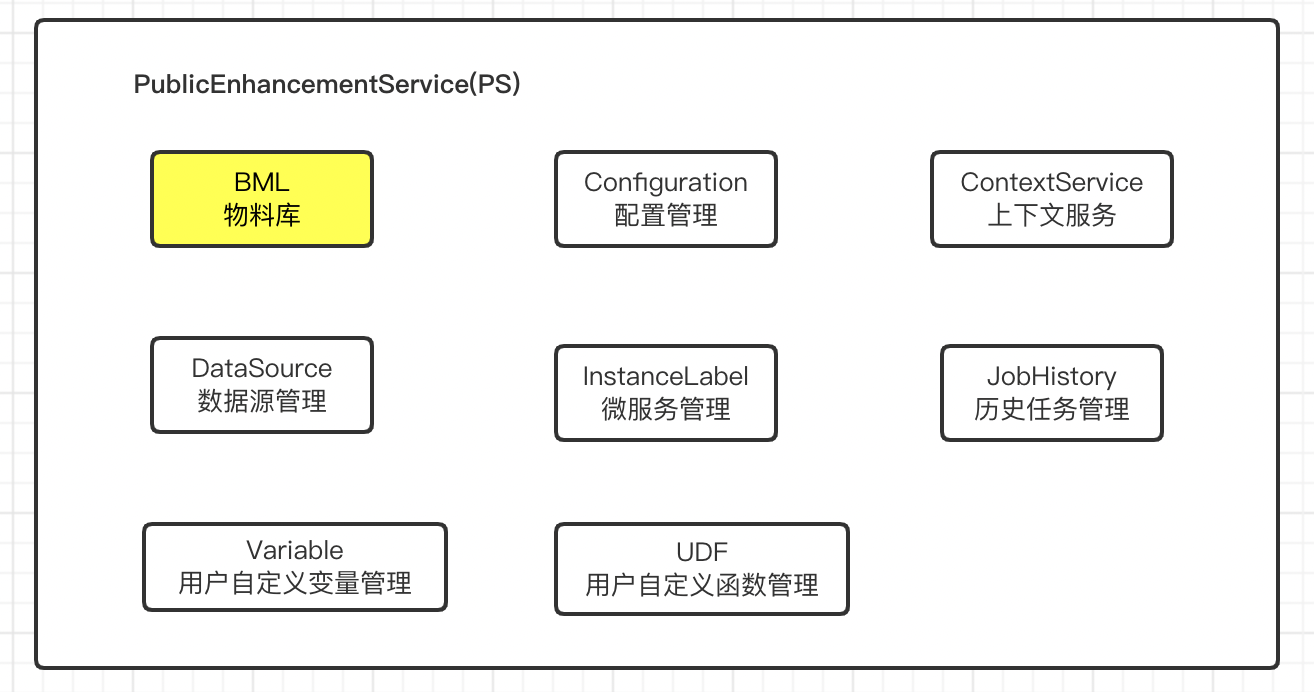 PublicEnhancementService(PS)
BML
物料库
Configuration
配置管理
ContextService
上下文服务
DataSource
数据源管理
InstanceLabel
微服务管理
JobHistory
历史任务管理
Variable
用户自定义变量管理
UDF
用户自定义函数管理